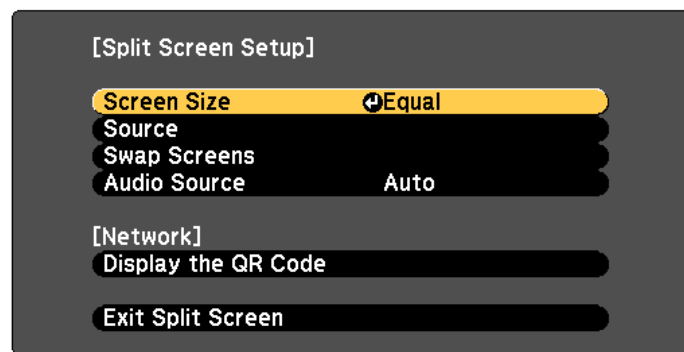 [Split Screen Setup]
Screen Size Equal
Source
Swap Screens
Audio Source Auto
[Network]
Display the QR Code
Exit Split Screen